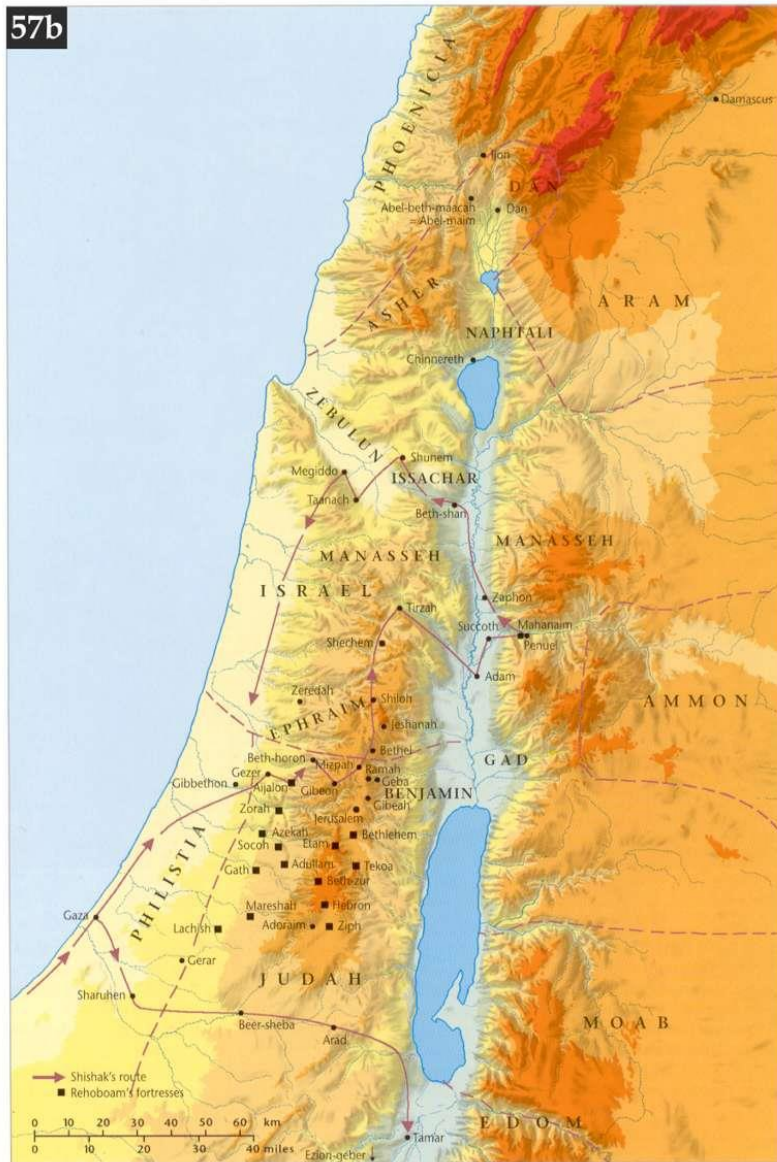 57b
PHOENICIA
Damascus
Ijon
DAN
Abel-beth-maacah
= Abel-maim
Dan
ASHER
ARAM
NAPHTALI
Chinnereth
ZEBULUN
Shunem
Megiddo
ISSACHAR
Taanach
Beth-shan
MANASSEH
MANASSEH
ISRAEL
Zaphon
Tirzah
Succoth
Mahanaim
Penuel
Shechem
Adam
Zeredah
Shiloh
AMMON
EPHRAIM
Jeshanah
Bethel
Beth-horon
Mizpah
GAD
Gezer
Ramah
Gibbethon
Aijalon
Gibeon
Geba
BENJAMIN
Gibeah
Zorah
Jerusalem
Azekah
Bethlehem
Socoh
Etam
PHILISTIA
Adullam
Tekoa
Gath
Beth-zur
Mareshah
Hebron
Gaza
Lachish
Adoraim
Ziph
Gerar
JUDAH
Sharuhen
Beer-sheba
Arad
MOAB
Shishak's route
Rehoboam's fortresses
EDOM
0 10 20 30 40 50 60 km
0 10 20 30 40 miles
Tamar
Ezion-geber